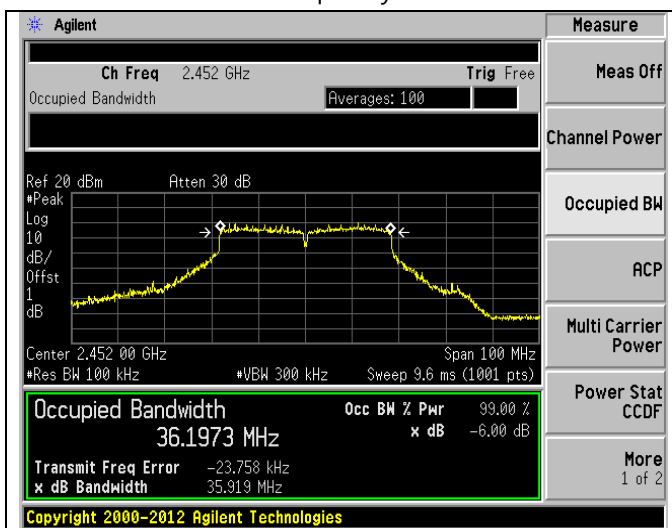 Agilent
Measure
Ch Freq 2.452 GHz Trig Free
Occupied Bandwidth Averages: 100
Meas Off
Channel Power
Occupied BW
ACP
Multi Carrier
Power
Power Stat
CCDF
More
1 of 2
Ref 20 dBm Atten 30 dB
#Peak
Log
10
dB/
Offst
1
dB
Center 2.452 00 GHz Span 100 MHz
#Res BW 100 kHz #VBW 300 kHz Sweep 9.6 ms (1001 pts)
Occupied Bandwidth Occ BW % Pwr 99.00 %
36.1973 MHz x dB -6.00 dB
Transmit Freq Error -23.758 kHz
x dB Bandwidth 35.919 MHz
Copyright 2000-2012 Agilent Technologies